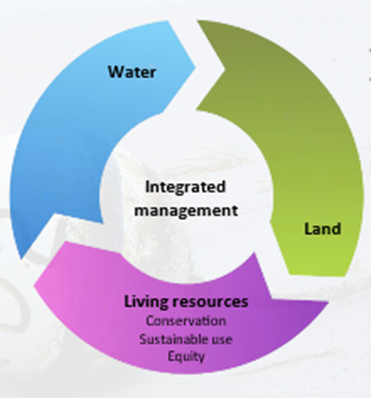 Water
Integrated
management
Land
Living resources
Conservation
Sustainable use
Equity